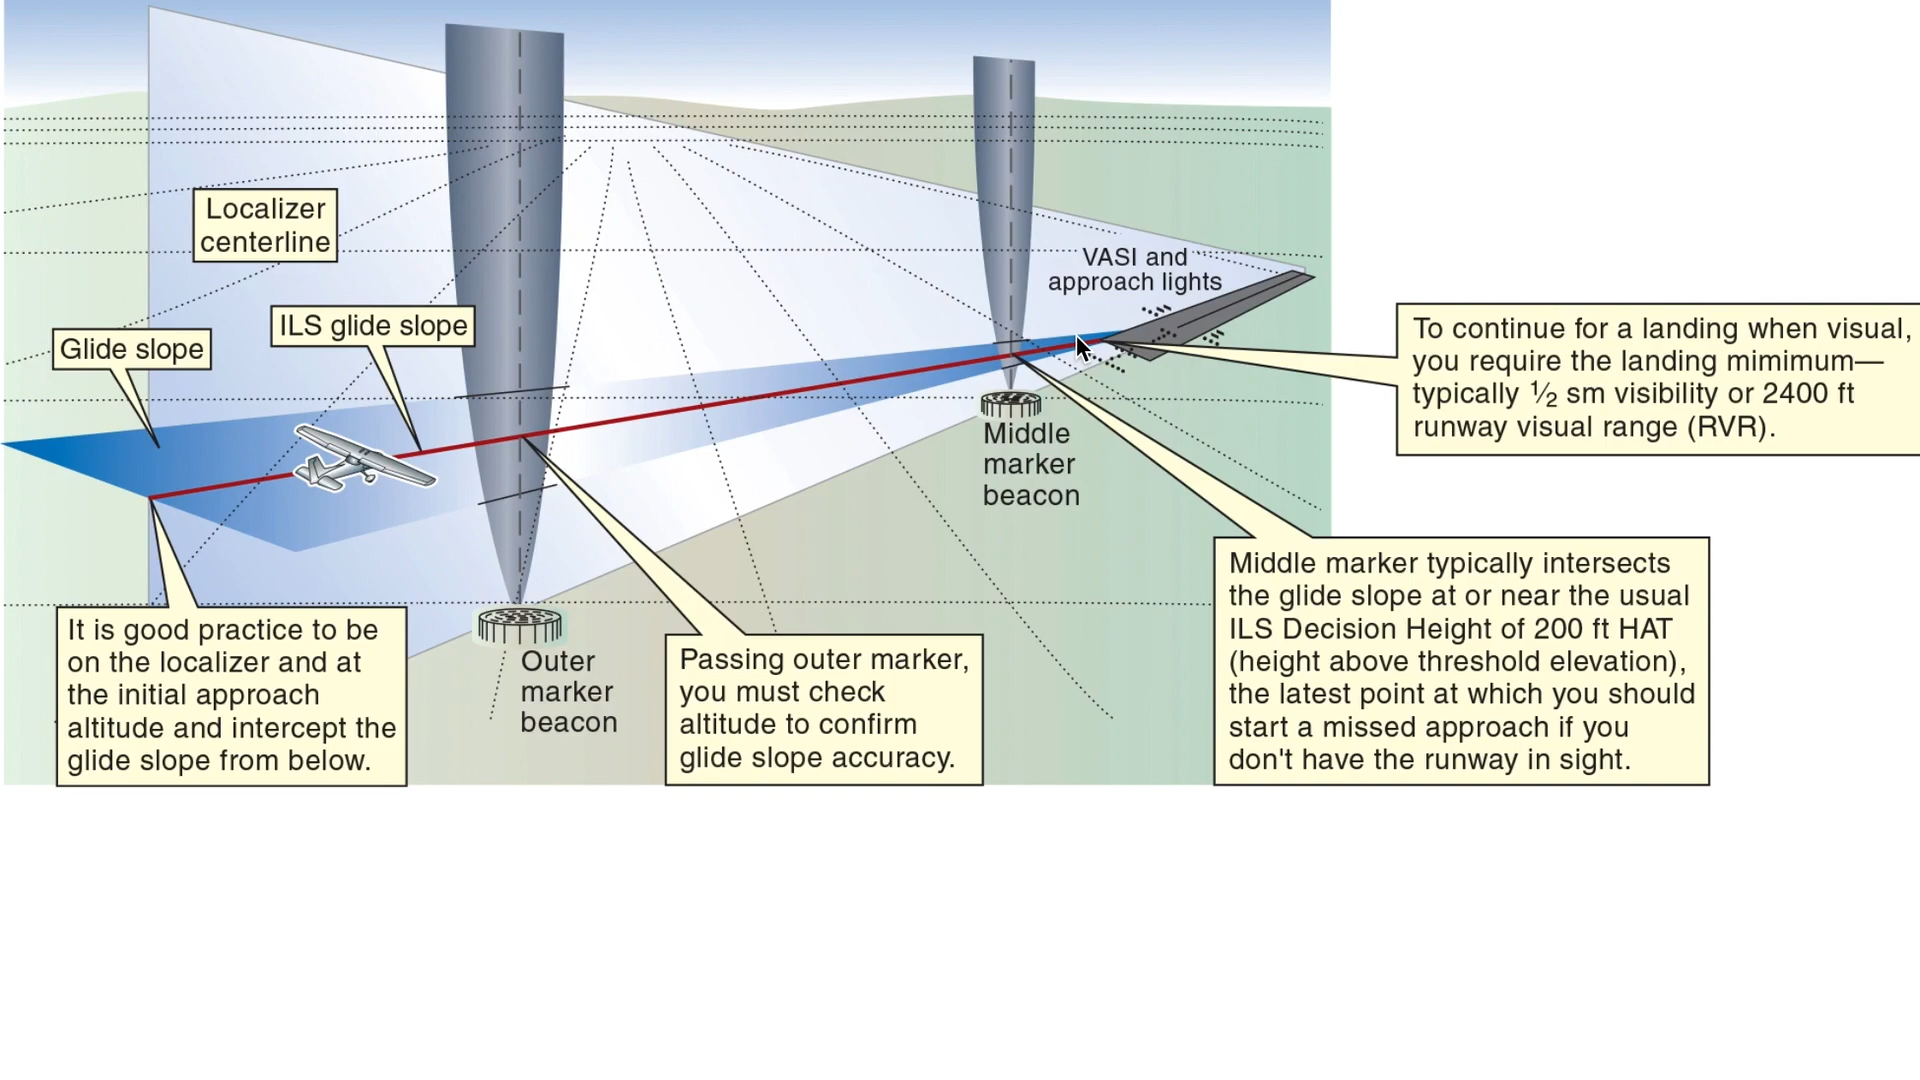 Localizer
centerline
ILS glide slope
Glide slope
VASI and
approach lights
To continue for a landing when visual,
you require the landing mimimum—
typically ½ sm visibility or 2400 ft
runway visual range (RVR).
Middle
marker
beacon
Middle marker typically intersects
the glide slope at or near the usual
ILS Decision Height of 200 ft HAT
(height above threshold elevation),
the latest point at which you should
start a missed approach if you
don't have the runway in sight.
It is good practice to be
on the localizer and at
the initial approach
altitude and intercept the
glide slope from below.
Outer
marker
beacon
Passing outer marker,
you must check
altitude to confirm
glide slope accuracy.